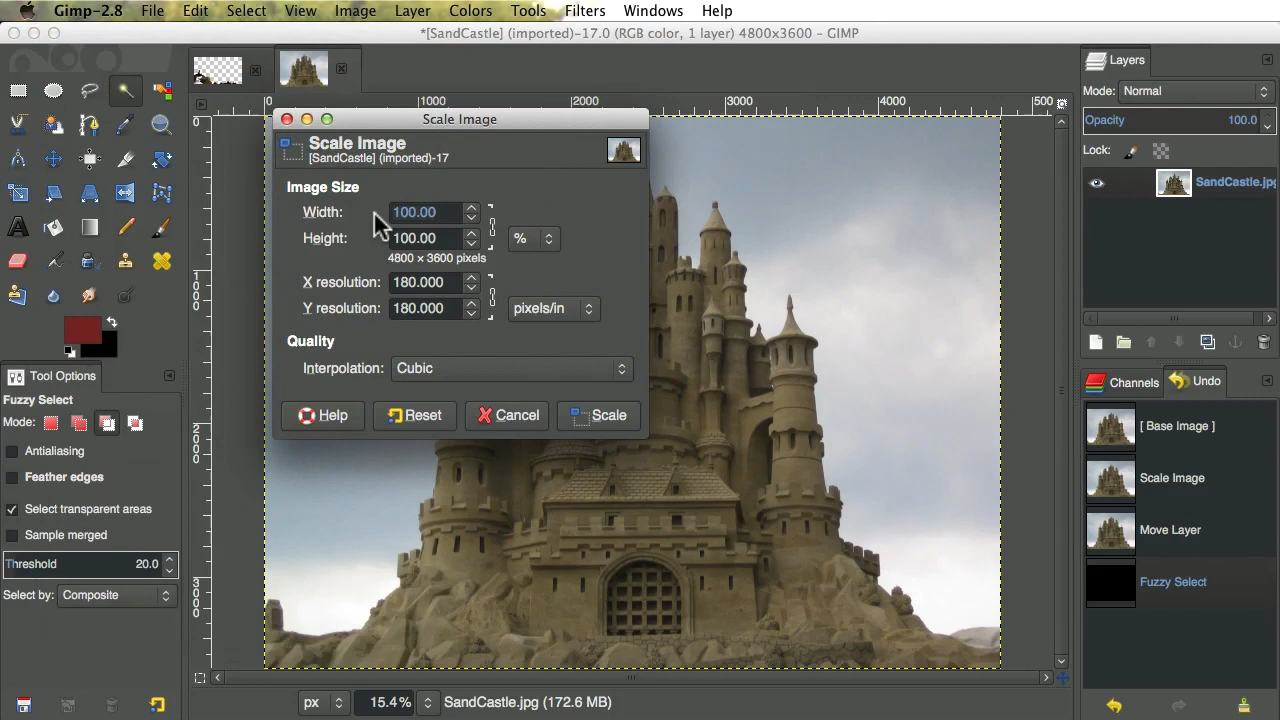 Gimp-2.8 File Edit Select View Image Layer Colors Tools Filters Windows Help
*[SandCastle] (imported)-17.0 (RGB color, 1 layer) 4800x3600 – GIMP
Layers
Mode: Normal
Opacity 100.0
Lock:
SandCastle.jpg
0 1000 2000 3000 4000 500
0
1000
2000
3000
Scale Image
Scale Image
[SandCastle] (imported)-17
Image Size
Width: 100.00
Height: 100.00 %
4800 × 3600 pixels
X resolution: 180.000
Y resolution: 180.000 pixels/in
Quality
Interpolation: Cubic
Help Reset Cancel Scale
Tool Options
Fuzzy Select
Mode:
Antialiasing
Feather edges
Select transparent areas
Sample merged
Threshold 20.0
Select by: Composite
Channels Undo
[ Base Image ]
Scale Image
Move Layer
Fuzzy Select
px 15.4% SandCastle.jpg (172.6 MB)